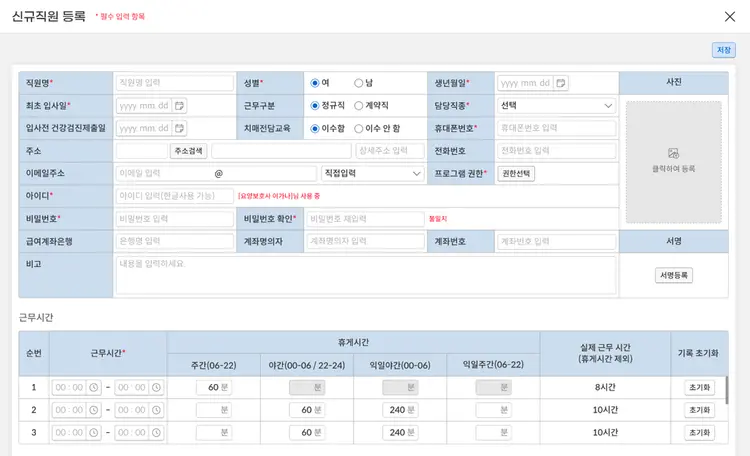 신규직원 등록 * 필수 입력 항목
저장
직원명* 직원명 입력 성별* 여 남 생년월일* yyyy. mm. dd 사진
최초 입사일* yyyy. mm. dd 근무구분 정규직 계약직 담당직종* 선택
입사전 건강검진제출일 yyyy. mm. dd 치매전담교육 이수함 이수 안 함 휴대폰번호* 휴대폰번호 입력
클릭하여 등록
주소 주소검색 상세주소 입력 전화번호 전화번호 입력
이메일주소 이메일 입력 @ 직접입력 프로그램 권한* 권한선택
아이디* 아이디 입력(한글사용 가능) [요양보호사 이가나]님 사용 중
비밀번호* 비밀번호 입력 비밀번호 확인* 비밀번호 재입력 불일치
급여계좌은행 은행명 입력 계좌명의자 계좌명의자 입력 계좌번호 계좌번호 입력 서명
비고 내용을 입력하세요. 서명등록
근무시간
순번 근무시간* 휴게시간 실제 근무 시간 (휴게시간 제외) 기록 초기화
주간(06-22) 야간(00-06 / 22-24) 익일야간(00-06) 익일주간(06-22)
1 00 : 00 - 00 : 00 60 분 분 분 분 8시간 초기화
2 00 : 00 - 00 : 00 분 60 분 240 분 분 10시간 초기화
3 00 : 00 - 00 : 00 분 60 분 240 분 분 10시간 초기화